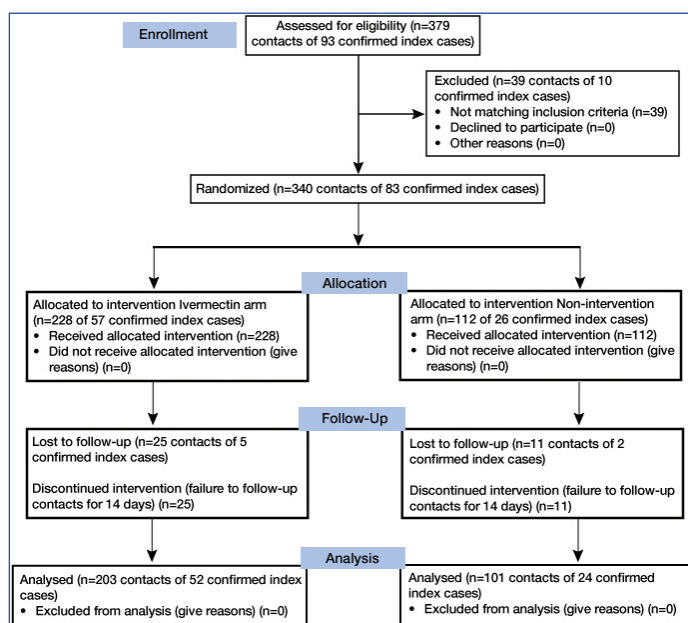 Enrollment
Assessed for eligibility (n=379
contacts of 93 confirmed index cases)
Excluded (n=39 contacts of 10
confirmed index cases)
• Not matching inclusion criteria (n=39)
• Declined to participate (n=0)
• Other reasons (n=0)
Randomized (n=340 contacts of 83 confirmed index cases)
Allocation
Allocated to intervention Ivermectin arm
(n=228 of 57 confirmed index cases)
• Received allocated intervention (n=228)
• Did not receive allocated intervention (give
reasons) (n=0)
Allocated to intervention Non-intervention
arm (n=112 of 26 confirmed index cases)
• Received allocated intervention (n=112)
• Did not receive allocated intervention (give
reasons) (n=0)
Follow-Up
Lost to follow-up (n=25 contacts of 5
confirmed index cases)
Discontinued intervention (failure to follow-up
contacts for 14 days) (n=25)
Lost to follow-up (n=11 contacts of 2
confirmed index cases)
Discontinued intervention (failure to follow-up
contacts for 14 days) (n=11)
Analysis
Analysed (n=203 contacts of 52 confirmed index
cases)
• Excluded from analysis (give reasons) (n=0)
Analysed (n=101 contacts of 24 confirmed
index cases)
• Excluded from analysis (give reasons) (n=0)